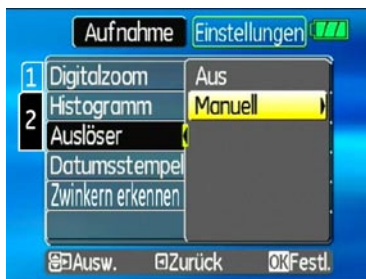 Aufnahme Einstellungen
1 Digitalzoom Aus
Histogramm Manuell
2
Auslöser
Datumsstempel
Zwinkern erkennen
Ausw. Zurück OK Festl.